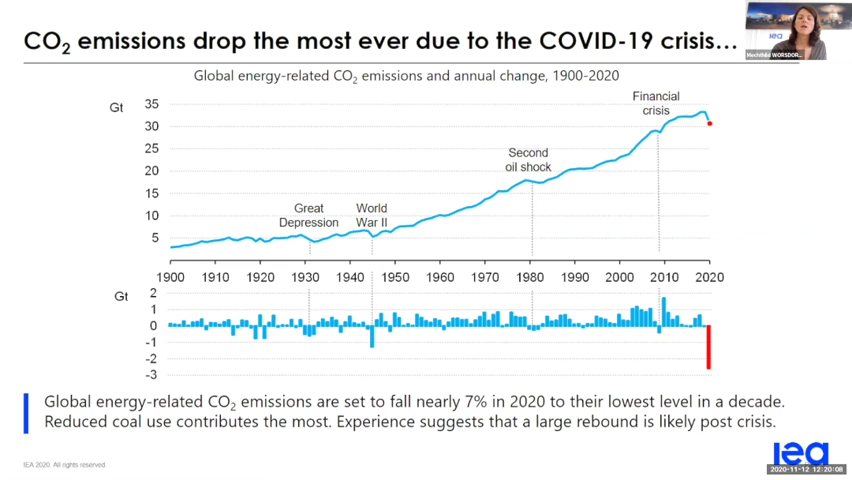 CO₂ emissions drop the most ever due to the COVID-19 crisis…
iea
Mechthild WORSDOR...
Global energy-related CO₂ emissions and annual change, 1900-2020
Gt
35
30
25
20
15
10
5
Great
Depression
World
War II
Second
oil shock
Financial
crisis
1900 1910 1920 1930 1940 1950 1960 1970 1980 1990 2000 2010 2020
Gt
2
1
0
-1
-2
-3
Global energy-related CO₂ emissions are set to fall nearly 7% in 2020 to their lowest level in a decade.
Reduced coal use contributes the most. Experience suggests that a large rebound is likely post crisis.
IEA 2020. All rights reserved
iea
2020-11-12 12:20:08